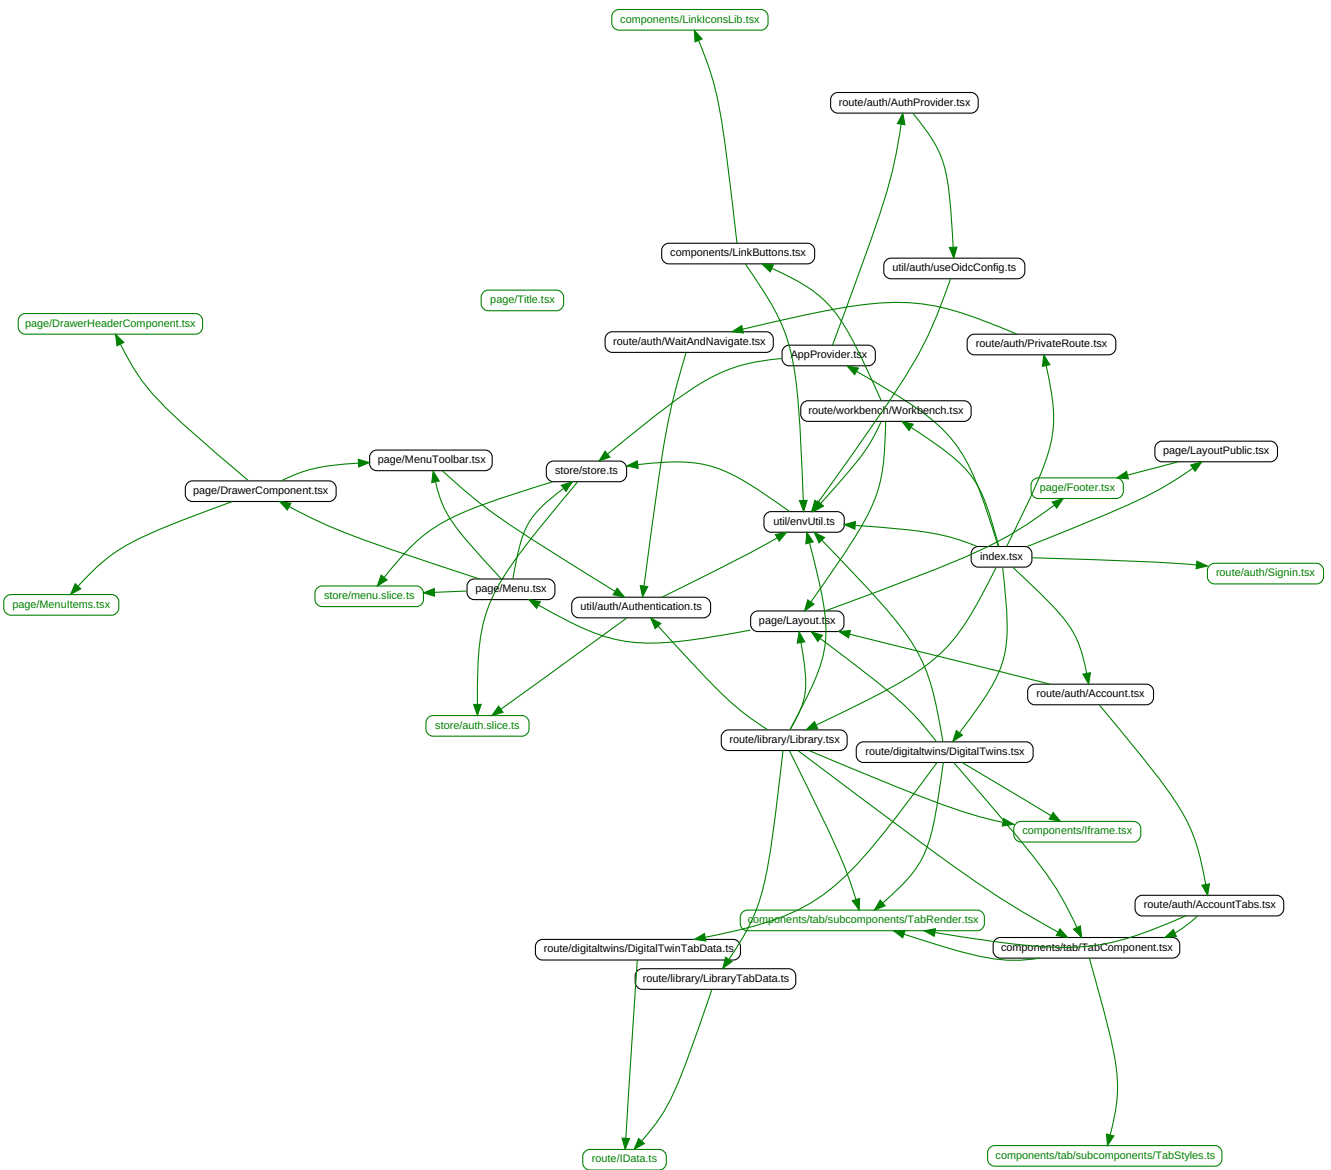 components/LinkIconsLib.tsx
route/auth/AuthProvider.tsx
components/LinkButtons.tsx
util/auth/useOidcConfig.ts
page/Title.tsx
page/DrawerHeaderComponent.tsx
route/auth/WaitAndNavigate.tsx
route/auth/PrivateRoute.tsx
AppProvider.tsx
route/workbench/Workbench.tsx
page/LayoutPublic.tsx
page/MenuToolbar.tsx
store/store.ts
page/DrawerComponent.tsx
page/Footer.tsx
util/envUtil.ts
index.tsx
route/auth/Signin.tsx
page/Menu.tsx
store/menu.slice.ts
page/MenuItems.tsx
util/auth/Authentication.ts
page/Layout.tsx
route/auth/Account.tsx
store/auth.slice.ts
route/library/Library.tsx
route/digitaltwins/DigitalTwins.tsx
components/Iframe.tsx
route/auth/AccountTabs.tsx
components/tab/subcomponents/TabRender.tsx
route/digitaltwins/DigitalTwinTabData.ts
components/tab/TabComponent.tsx
route/library/LibraryTabData.ts
route/IData.ts
components/tab/subcomponents/TabStyles.ts